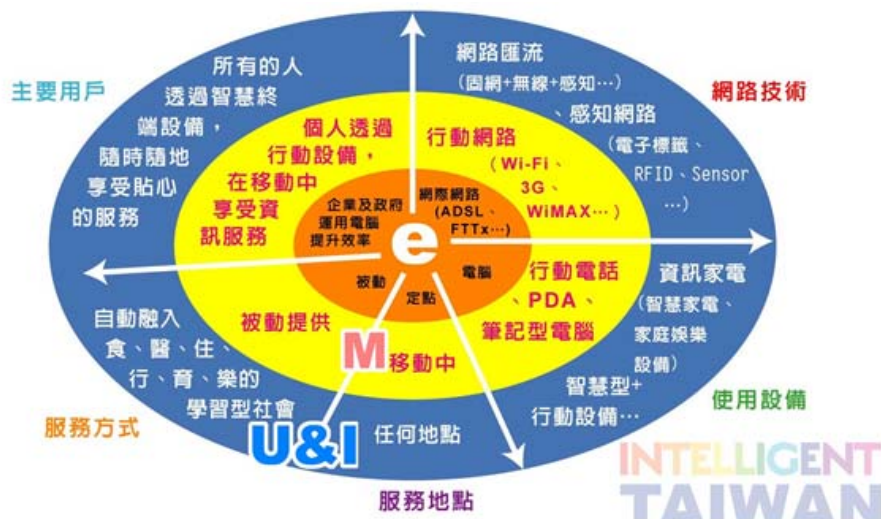 主要用戶
所有的人
透過智慧終
端設備，
隨時隨地
享受貼心
的服務
個人透過
行動設備，
在移動中
享受資
訊服務
企業及政府
運用電腦
提升效率
網路匯流
（固網+無線+感知…）
、感知網路
（電子標籤、
RFID、Sensor
…）
網路技術
行動網路
（Wi-Fi、
3G、
WiMAX…）
網際網路
(ADSL、
FTTx…)
e
被動
定點
電腦
行動電話
、PDA、
筆記型電腦
資訊家電
（智慧家電、
家庭娛樂
設備）
智慧型+
行動設備…
使用設備
被動提供
M
移動中
自動融入
食、醫、住、
行、育、樂的
學習型社會
服務方式
U&I
任何地點
服務地點
INTELLIGENT
TAIWAN